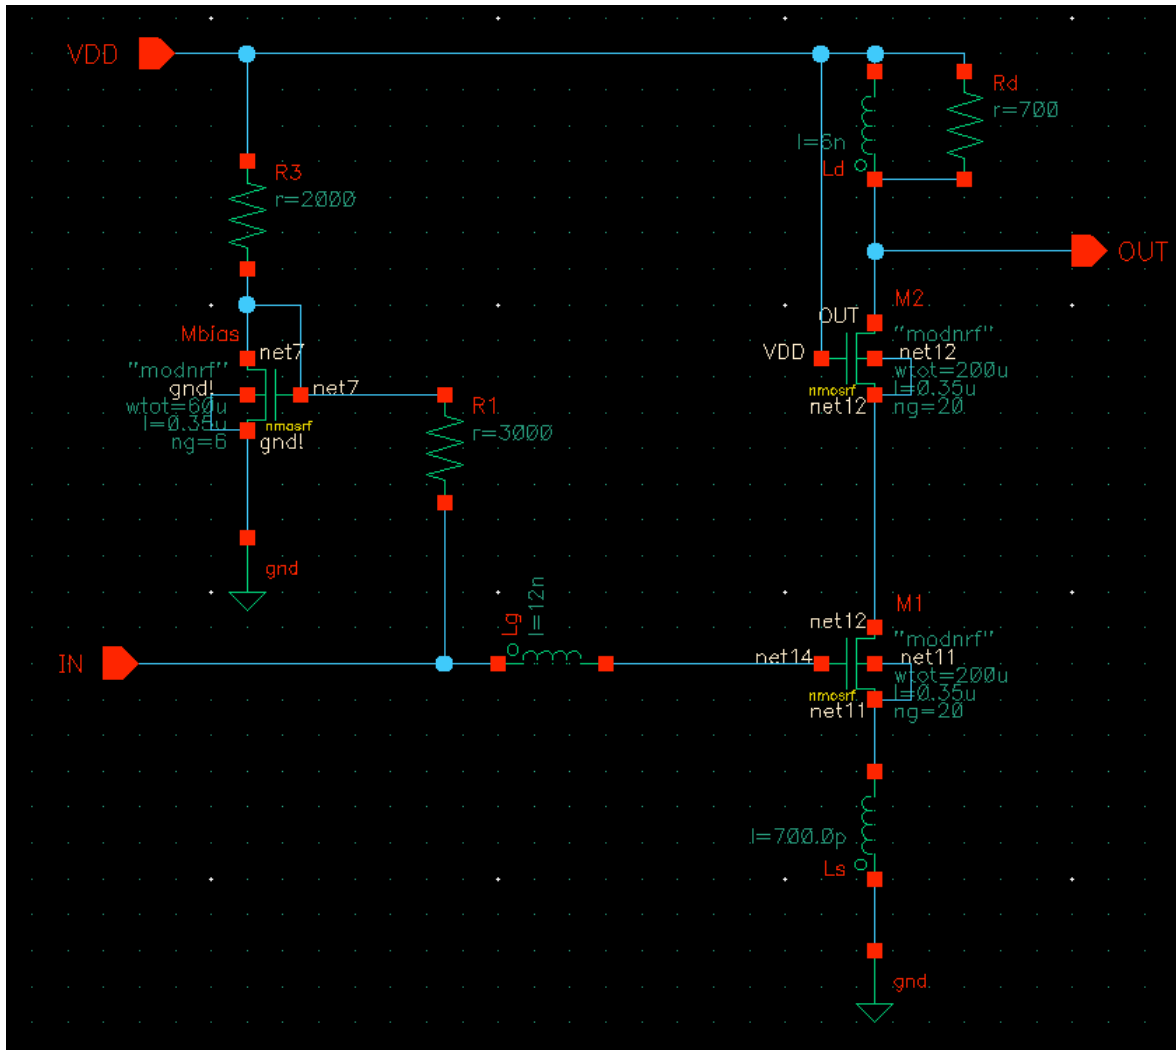 VDD
Rd
r=700
l=6n
Ld
R3
r=2000
OUT
M2
OUT
"modnrf"
VDD
net12
wtot=200u
nmosrf
l=0.35u
net12
ng=20
Mbias
net7
"modnrf"
gnd!
net7
wtot=60u
l=0.35u
nmosrf
ng=6
gnd!
R1
r=3000
gnd
Lg
l=12n
M1
net12
"modnrf"
IN
net14
net11
wtot=200u
nmosrf
l=0.35u
net11
ng=20
l=700.0p
Ls
gnd